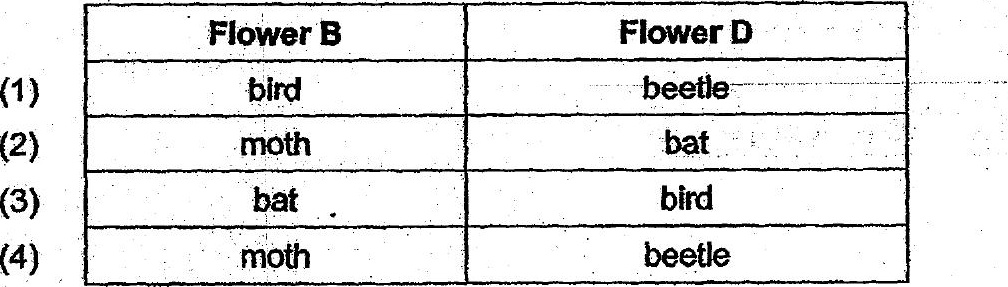 Flower B Flower D
(1) bird beetle
(2) moth bat
(3) bat bird
(4) moth beetle